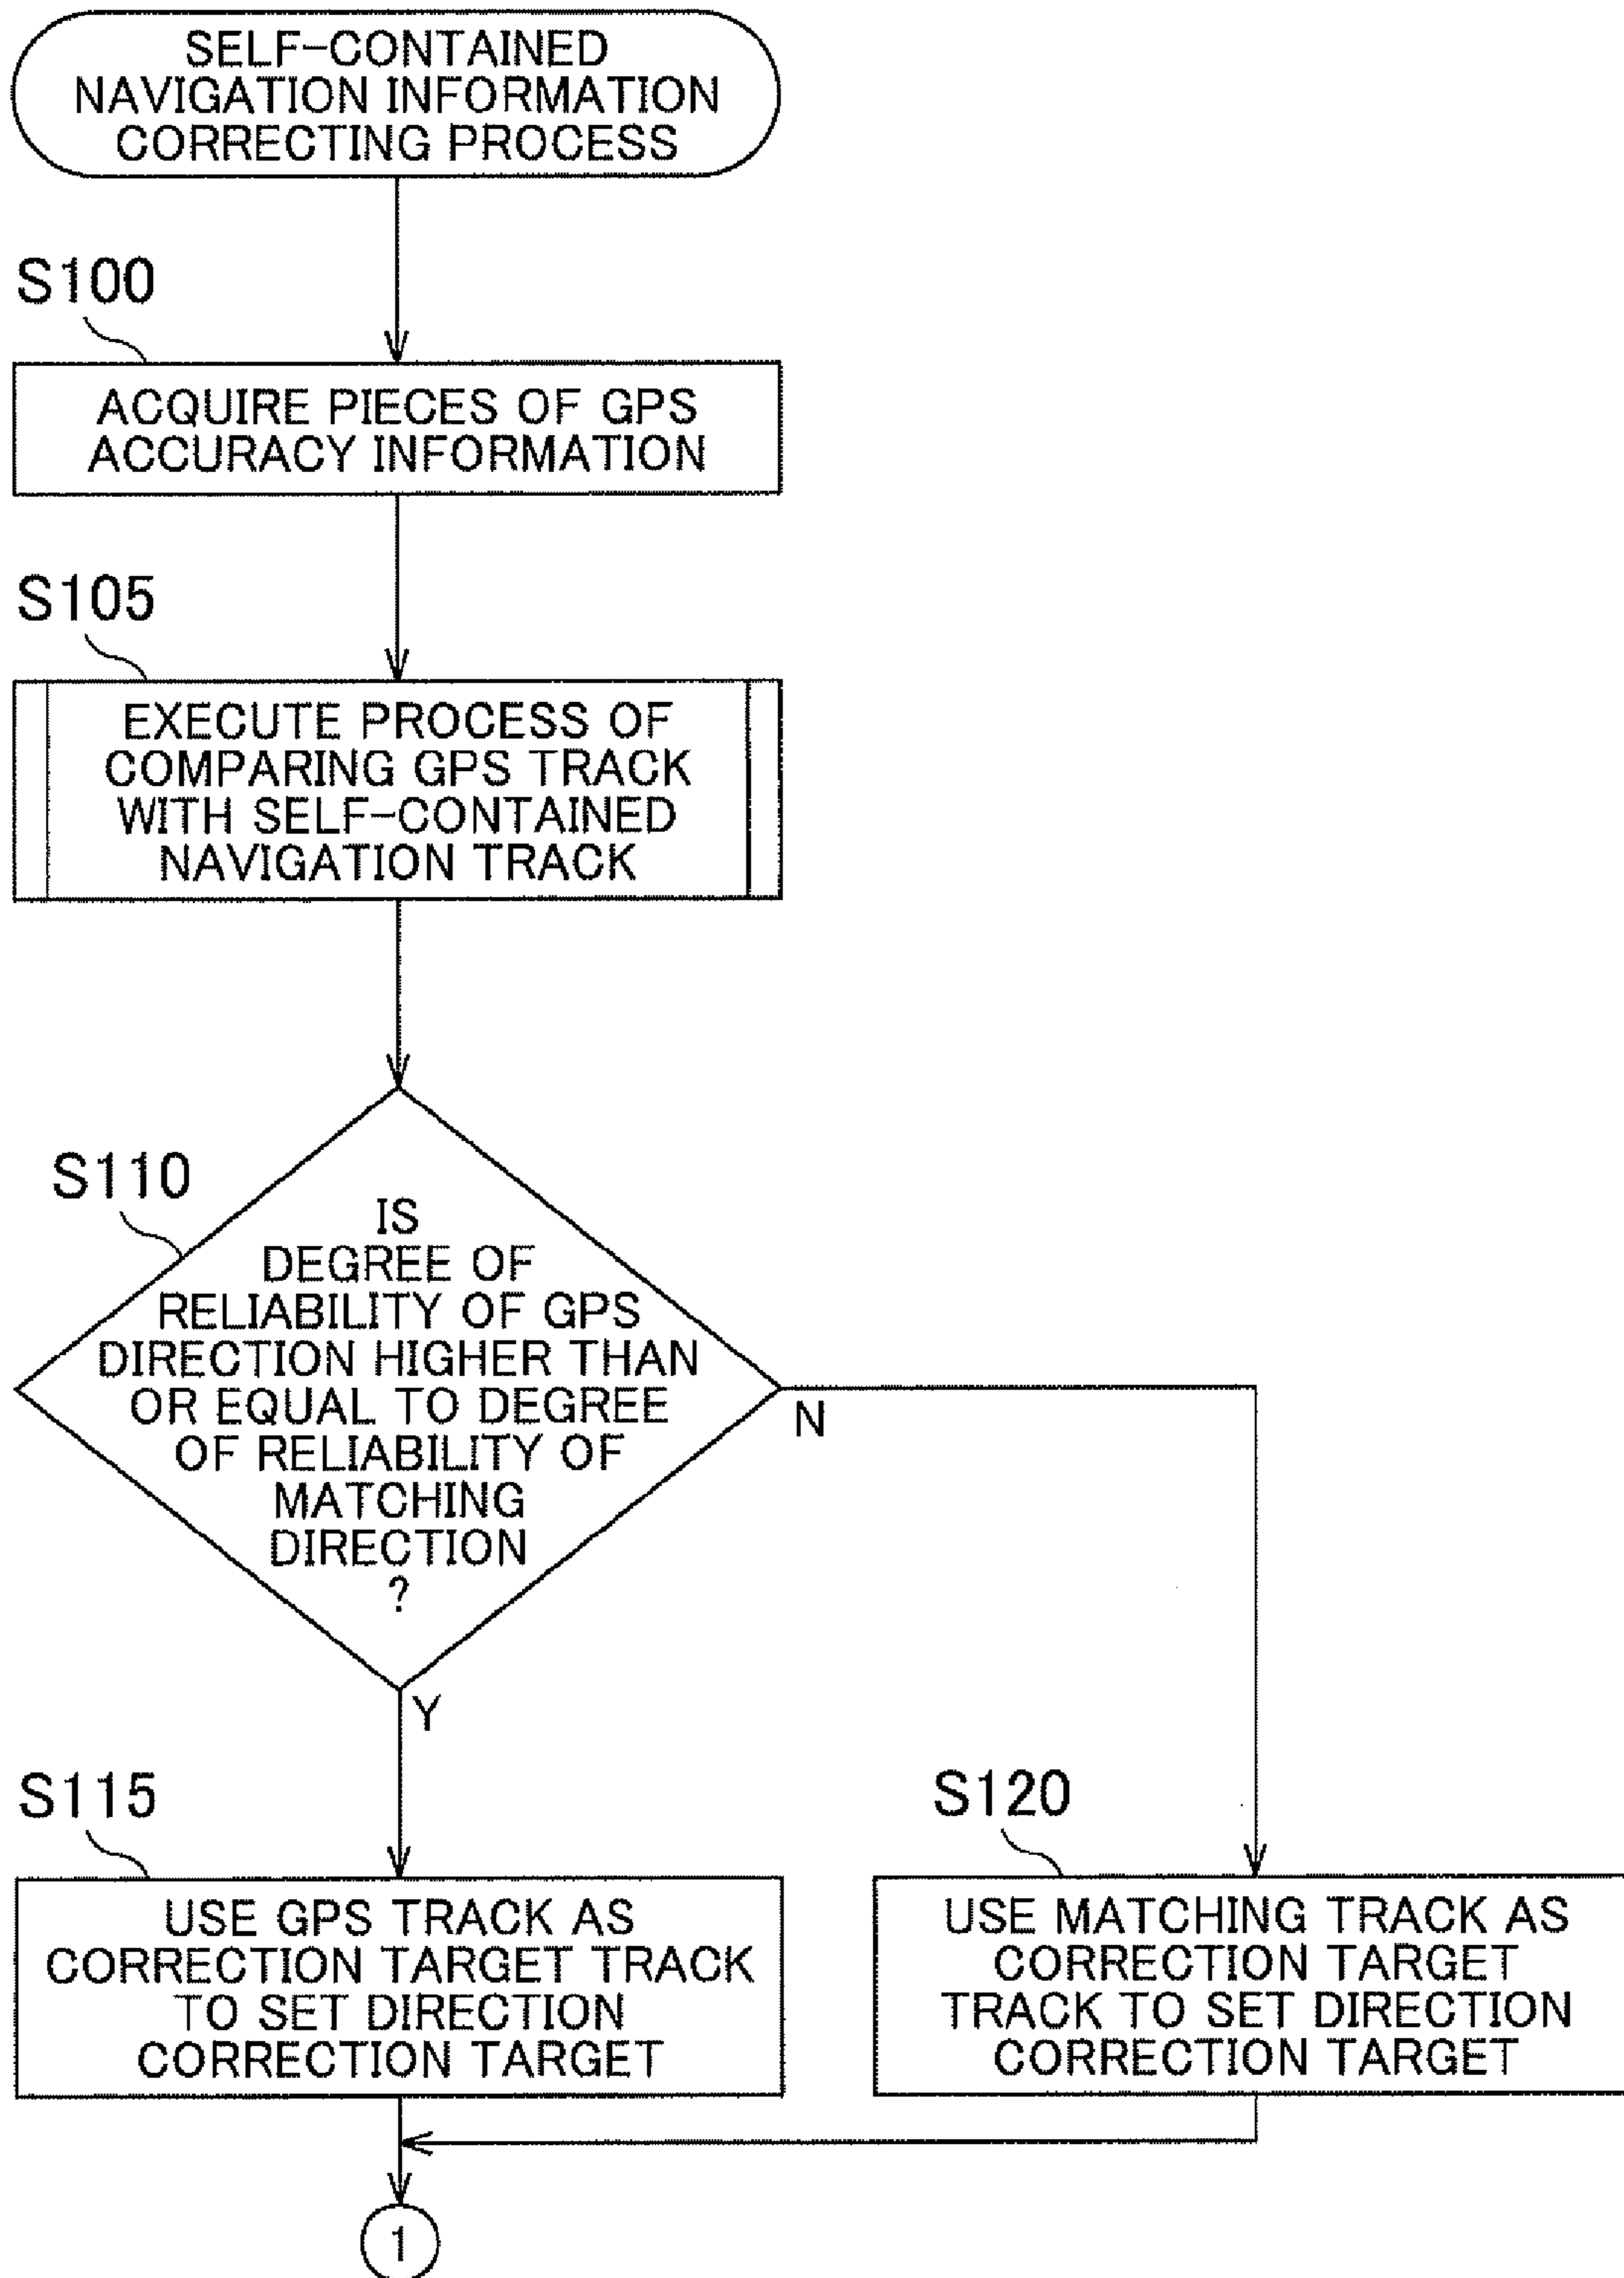 SELF-CONTAINED
NAVIGATION INFORMATION
CORRECTING PROCESS
S100
ACQUIRE PIECES OF GPS
ACCURACY INFORMATION
S105
EXECUTE PROCESS OF
COMPARING GPS TRACK
WITH SELF-CONTAINED
NAVIGATION TRACK
S110
IS
DEGREE OF
RELIABILITY OF GPS
DIRECTION HIGHER THAN
OR EQUAL TO DEGREE
OF RELIABILITY OF
MATCHING
DIRECTION
?
N
Y
S115
USE GPS TRACK AS
CORRECTION TARGET TRACK
TO SET DIRECTION
CORRECTION TARGET
S120
USE MATCHING TRACK AS
CORRECTION TARGET
TRACK TO SET DIRECTION
CORRECTION TARGET
1